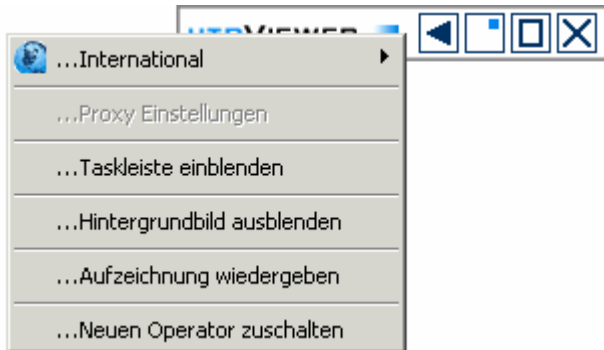 ...International
...Proxy Einstellungen
...Taskleiste einblenden
...Hintergrundbild ausblenden
...Aufzeichnung wiedergeben
...Neuen Operator zuschalten